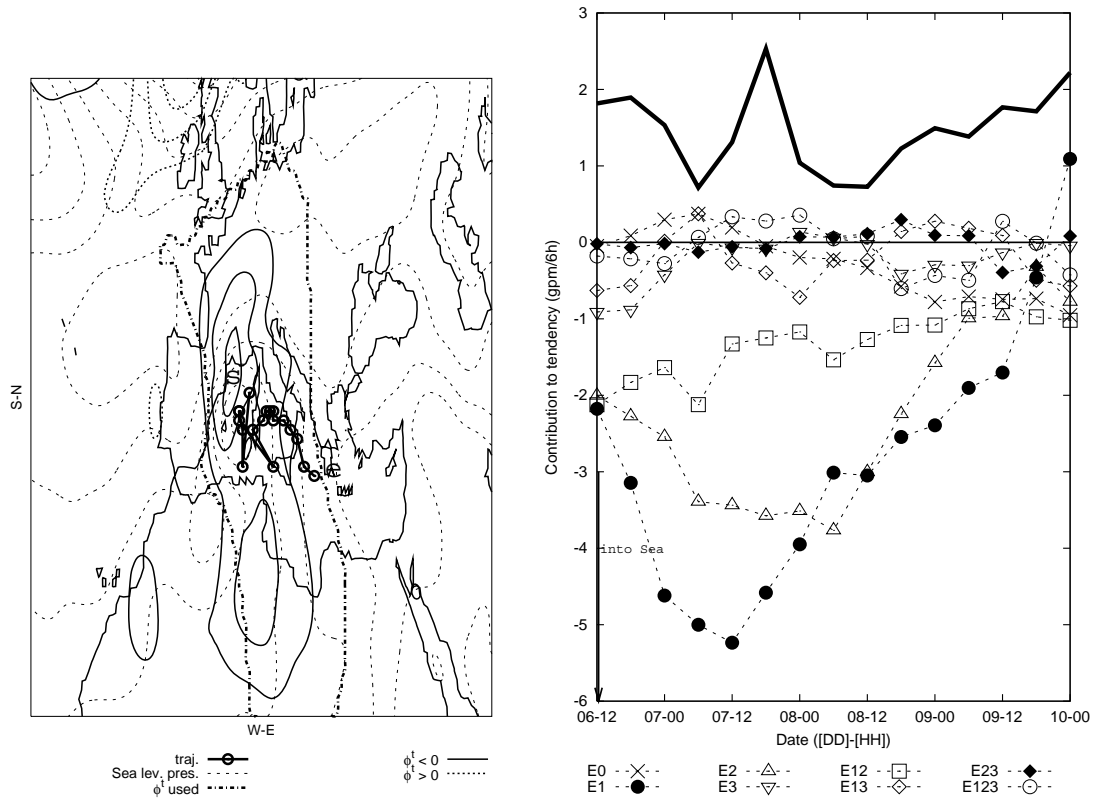 S-N
s
e
W-E
traj.
Sea lev. pres.
ϕᵗ used
ϕᵗ < 0
ϕᵗ > 0
Contribution to tendency (gpm/6h)
3
2
1
0
-1
-2
-3
-4
-5
-6
into Sea
06-12 07-00 07-12 08-00 08-12 09-00 09-12 10-00
Date ([DD]-[HH])
E0 E2 E12 E23
E1 E3 E13 E123